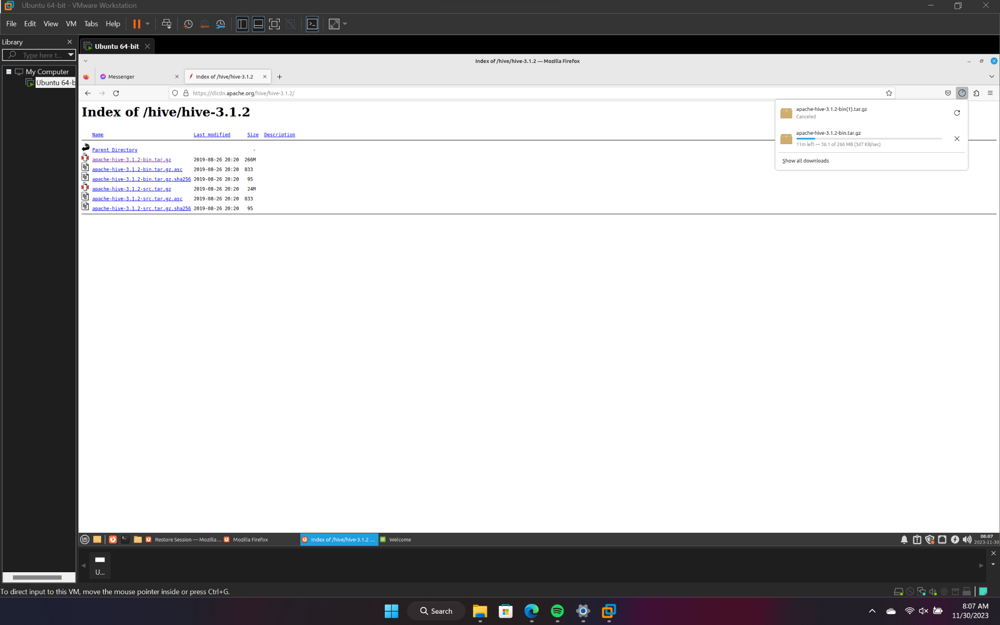 Ubuntu 64-bit - VMware Workstation
File Edit View VM Tabs Help
Library
Ubuntu 64-bit
Type here t...
My Computer
Ubuntu 64-b
Index of /hive/hive-3.1.2 — Mozilla Firefox
Messenger
Index of /hive/hive-3.1.2
https://dlcdn.apache.org/hive/hive-3.1.2/
Index of /hive/hive-3.1.2
Name Last modified Size Description
Parent Directory -
apache-hive-3.1.2-bin.tar.gz 2019-08-26 20:20 266M
apache-hive-3.1.2-bin.tar.gz.asc 2019-08-26 20:20 833
apache-hive-3.1.2-bin.tar.gz.sha256 2019-08-26 20:20 95
apache-hive-3.1.2-src.tar.gz 2019-08-26 20:20 24M
apache-hive-3.1.2-src.tar.gz.asc 2019-08-26 20:20 833
apache-hive-3.1.2-src.tar.gz.sha256 2019-08-26 20:20 95
apache-hive-3.1.2-bin(1).tar.gz
Canceled
apache-hive-3.1.2-bin.tar.gz
11m left — 36.1 of 266 MB (347 KB/sec)
Show all downloads
Restore Session — Mozilla...
Mozilla Firefox
Index of /hive/hive-3.1.2 ...
Welcome
08:07
2023-11-30
U...
To direct input to this VM, move the mouse pointer inside or press Ctrl+G.
Search
8:07 AM
11/30/2023